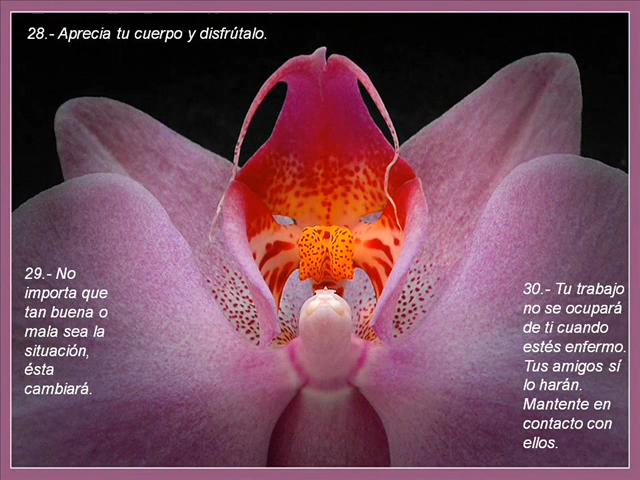 28.- Aprecia tu cuerpo y disfrútalo.
29.- No
importa que
tan buena o
mala sea la
situación,
ésta
cambiará.
30.- Tu trabajo
no se ocupará
de ti cuando
estés enfermo.
Tus amigos sí
lo harán.
Mantente en
contacto con
ellos.